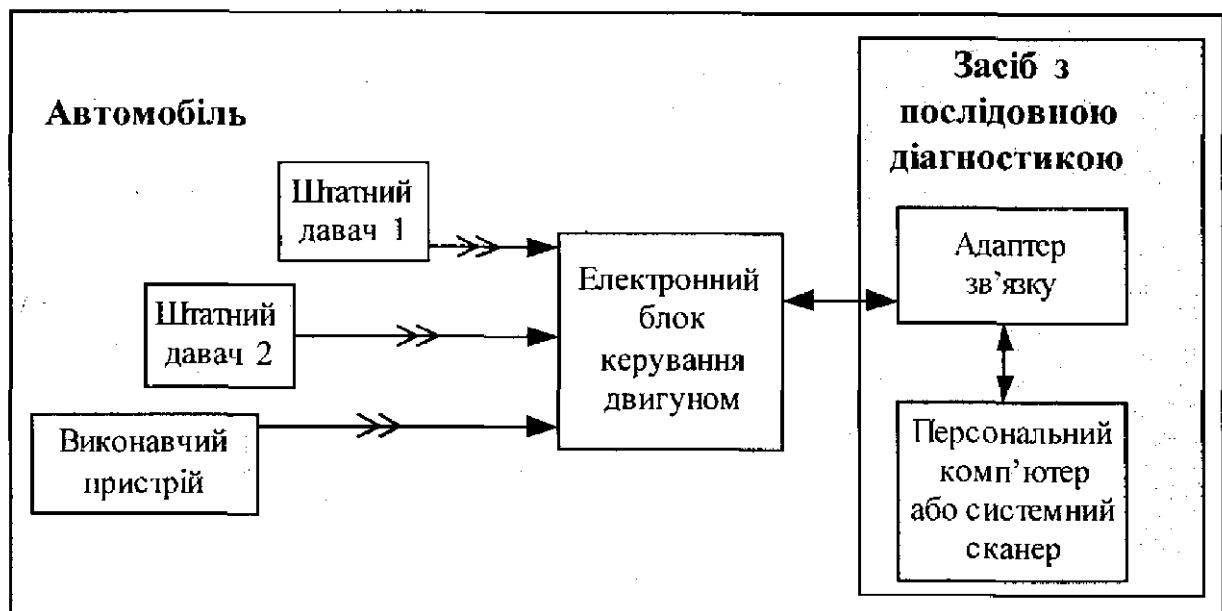 Автомобіль
Штатний
давач 1
Штатний
давач 2
Виконавчий
пристрій
Електронний
блок
керування
двигуном
Засіб з
послідовною
діагностикою
Адаптер
зв’язку
Персональний
комп’ютер
або системний
сканер